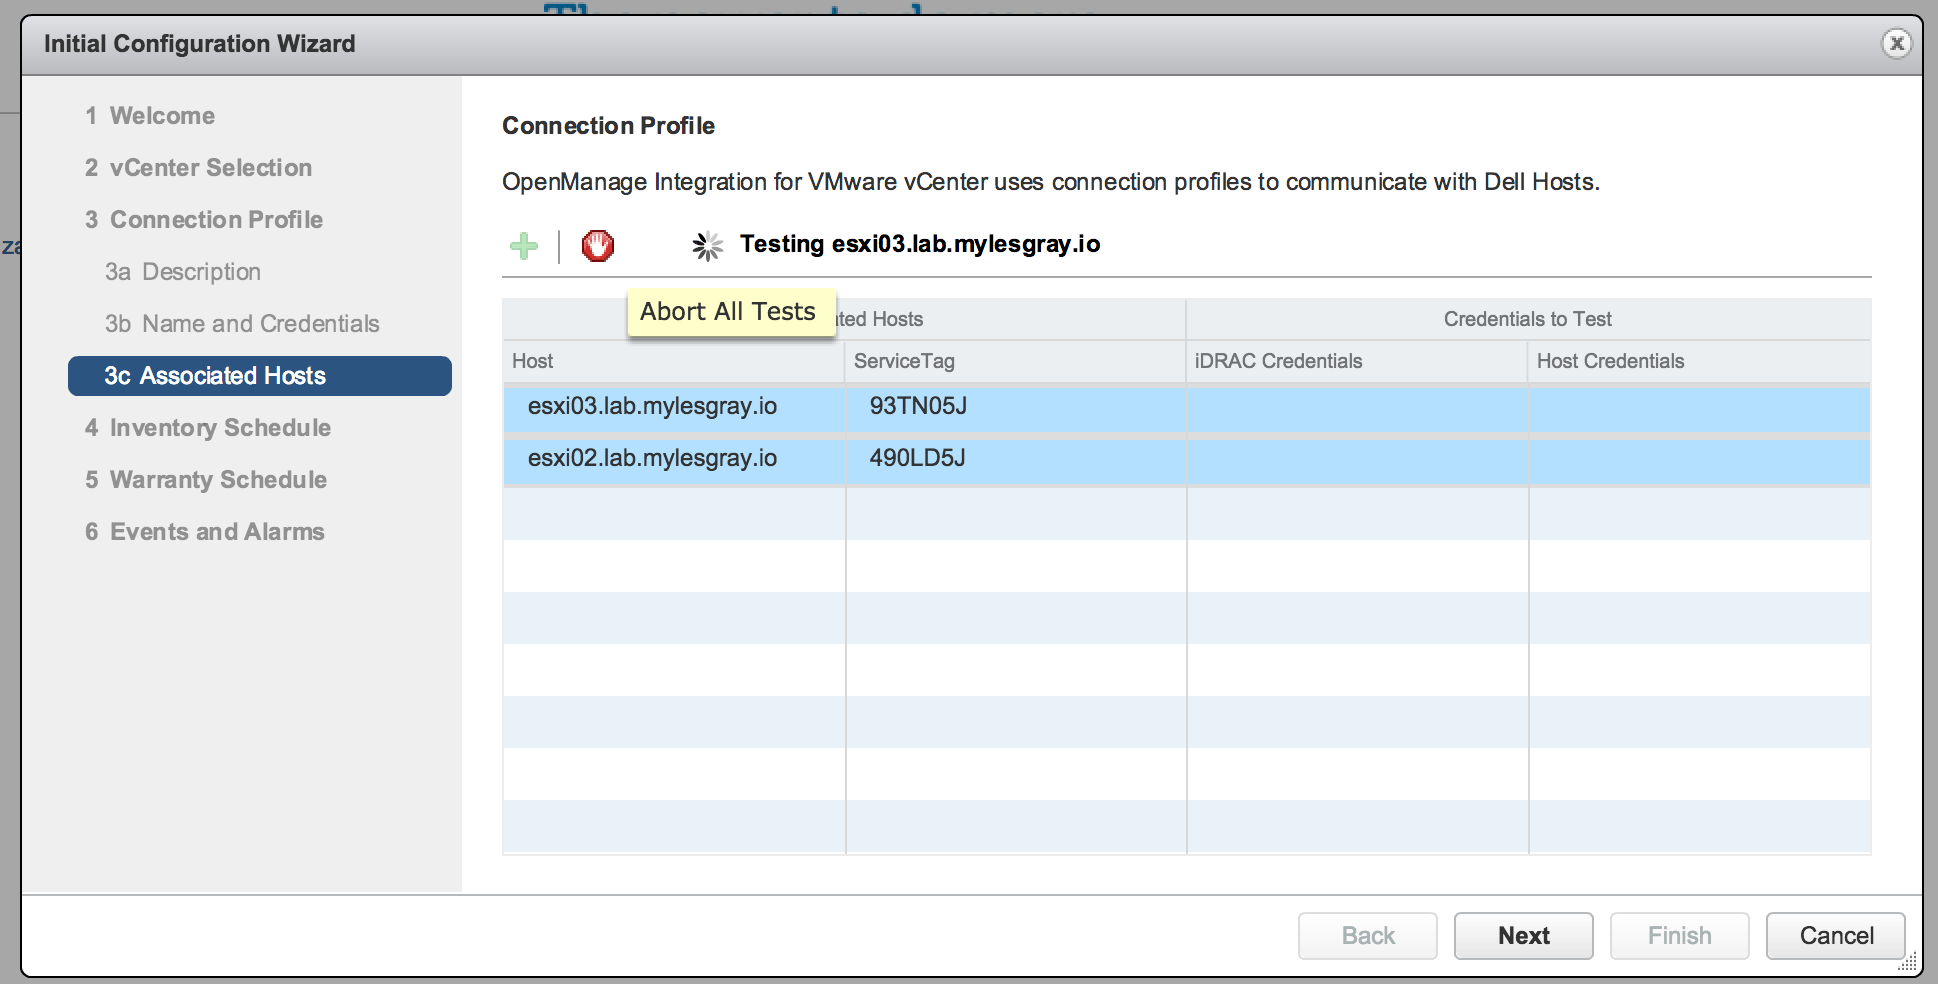 Initial Configuration Wizard
1 Welcome
2 vCenter Selection
3 Connection Profile
3a Description
3b Name and Credentials
3c Associated Hosts
4 Inventory Schedule
5 Warranty Schedule
6 Events and Alarms
Connection Profile
OpenManage Integration for VMware vCenter uses connection profiles to communicate with Dell Hosts.
Testing esxi03.lab.mylesgray.io
Abort All Tests
Hosts
Credentials to Test
Host ServiceTag iDRAC Credentials Host Credentials
esxi03.lab.mylesgray.io 93TN05J
esxi02.lab.mylesgray.io 490LD5J
Back Next Finish Cancel